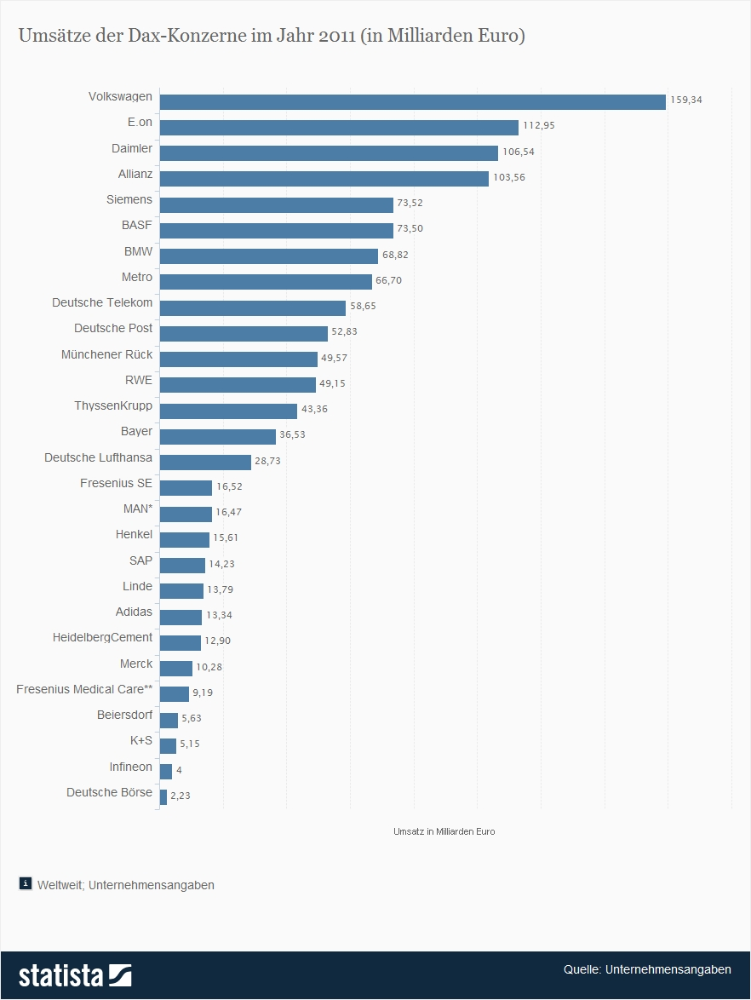 Umsätze der Dax-Konzerne im Jahr 2011 (in Milliarden Euro)
Volkswagen 159,34
E.on 112,95
Daimler 106,54
Allianz 103,56
Siemens 73,52
BASF 73,50
BMW 68,82
Metro 66,70
Deutsche Telekom 58,65
Deutsche Post 52,83
Münchener Rück 49,57
RWE 49,15
ThyssenKrupp 43,36
Bayer 36,53
Deutsche Lufthansa 28,73
Fresenius SE 16,52
MAN* 16,47
Henkel 15,61
SAP 14,23
Linde 13,79
Adidas 13,34
HeidelbergCement 12,90
Merck 10,28
Fresenius Medical Care** 9,19
Beiersdorf 5,63
K+S 5,15
Infineon 4
Deutsche Börse 2,23
Umsatz in Milliarden Euro
i Weltweit; Unternehmensangaben
statista
Quelle: Unternehmensangaben